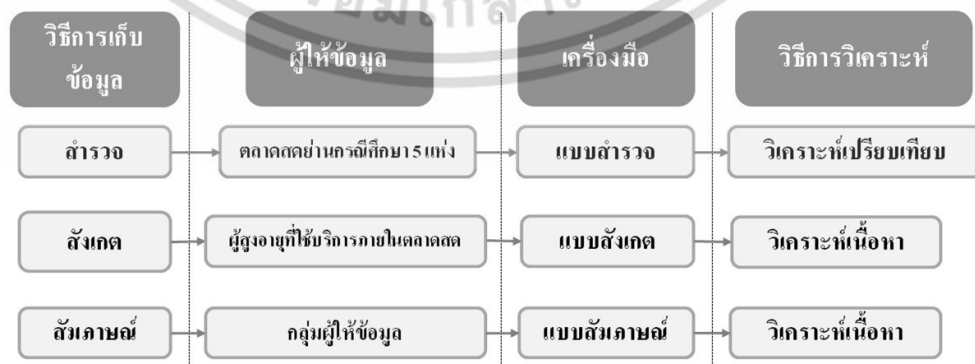 วิธีการเก็บ
ข้อมูล
ผู้ให้ข้อมูล
เครื่องมือ
วิธีการวิเคราะห์
สำรวจ
ตลาดสดย่านกรณีศึกษา 5 แห่ง
แบบสำรวจ
วิเคราะห์เปรียบเทียบ
สังเกต
ผู้สูงอายุที่ใช้บริการภายในตลาดสด
แบบสังเกต
วิเคราะห์เนื้อหา
สัมภาษณ์
กลุ่มผู้ให้ข้อมูล
แบบสัมภาษณ์
วิเคราะห์เนื้อหา